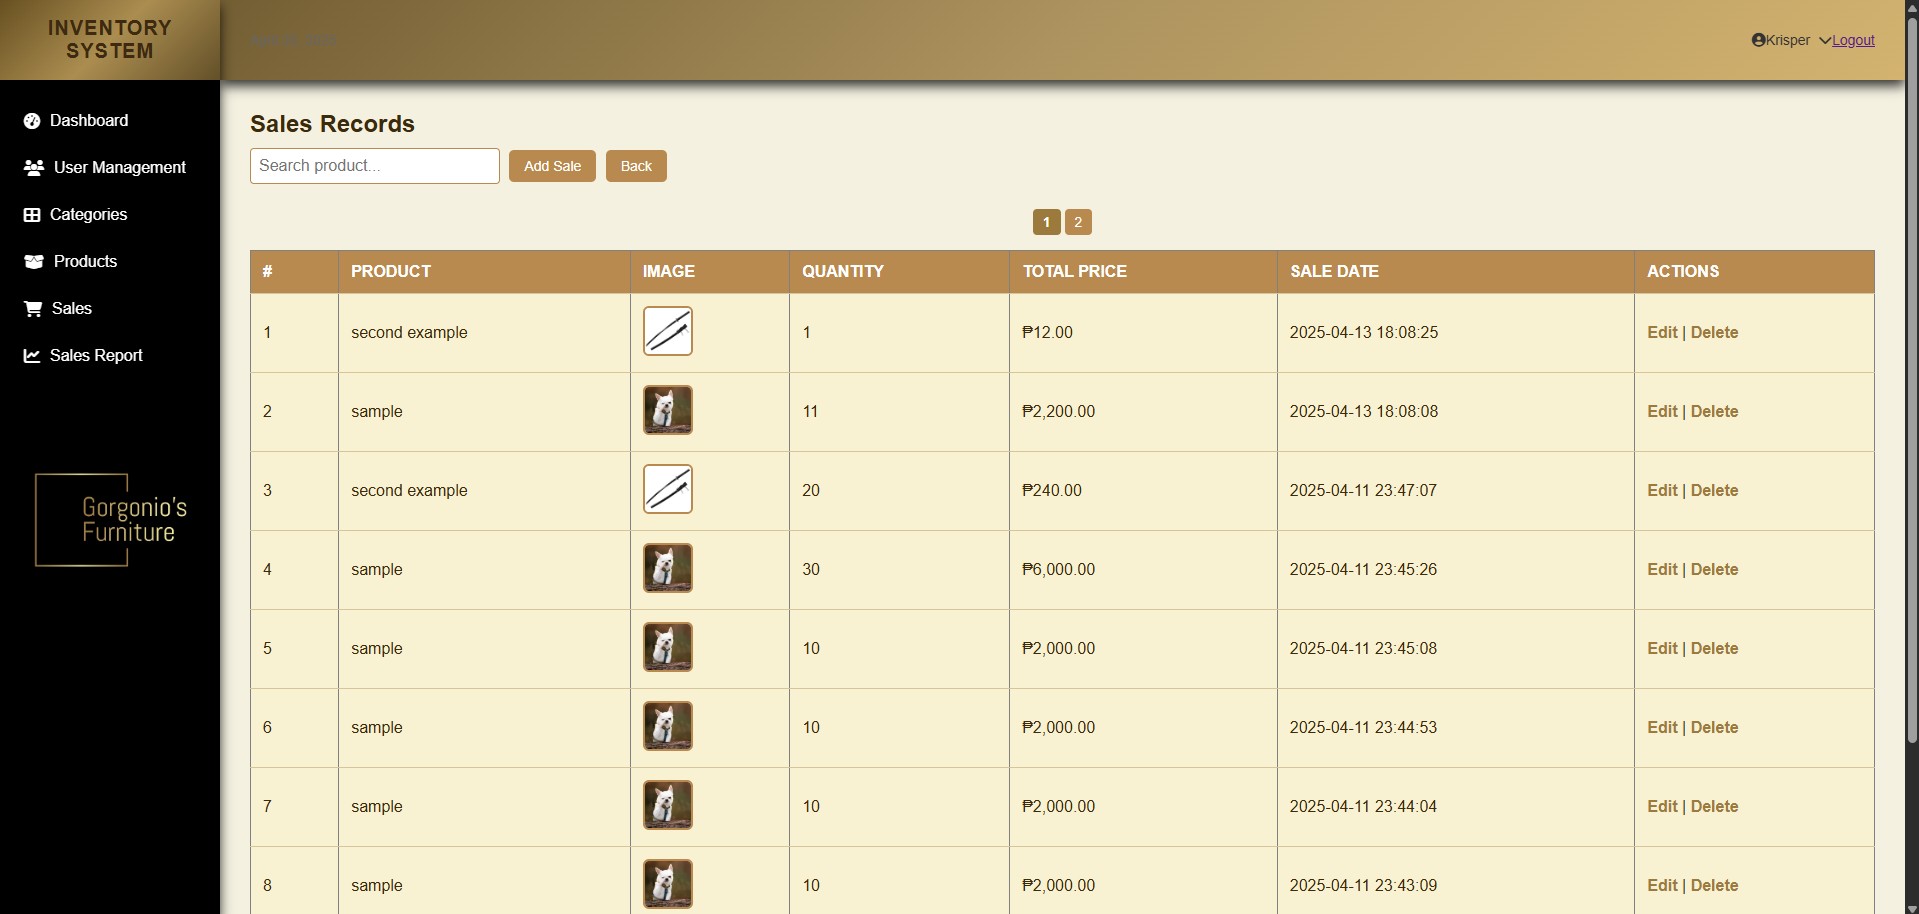 INVENTORY
SYSTEM
Krisper Logout
Dashboard
User Management
Categories
Products
Sales
Sales Report
Gorgonio's
Furniture
Sales Records
Search product... Add Sale Back
1 2
# PRODUCT IMAGE QUANTITY TOTAL PRICE SALE DATE ACTIONS
1 second example 1 ₱12.00 2025-04-13 18:08:25 Edit | Delete
2 sample 11 ₱2,200.00 2025-04-13 18:08:08 Edit | Delete
3 second example 20 ₱240.00 2025-04-11 23:47:07 Edit | Delete
4 sample 30 ₱6,000.00 2025-04-11 23:45:26 Edit | Delete
5 sample 10 ₱2,000.00 2025-04-11 23:45:08 Edit | Delete
6 sample 10 ₱2,000.00 2025-04-11 23:44:53 Edit | Delete
7 sample 10 ₱2,000.00 2025-04-11 23:44:04 Edit | Delete
8 sample 10 ₱2,000.00 2025-04-11 23:43:09 Edit | Delete